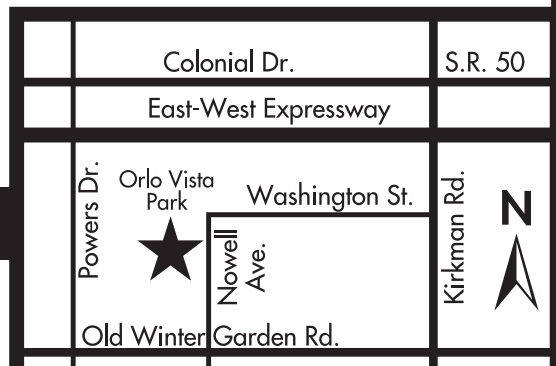 Colonial Dr.
S.R. 50
East-West Expressway
Powers Dr.
Orlo Vista
Park
Washington St.
Nowell
Ave.
Kirkman Rd.
N
Old Winter Garden Rd.